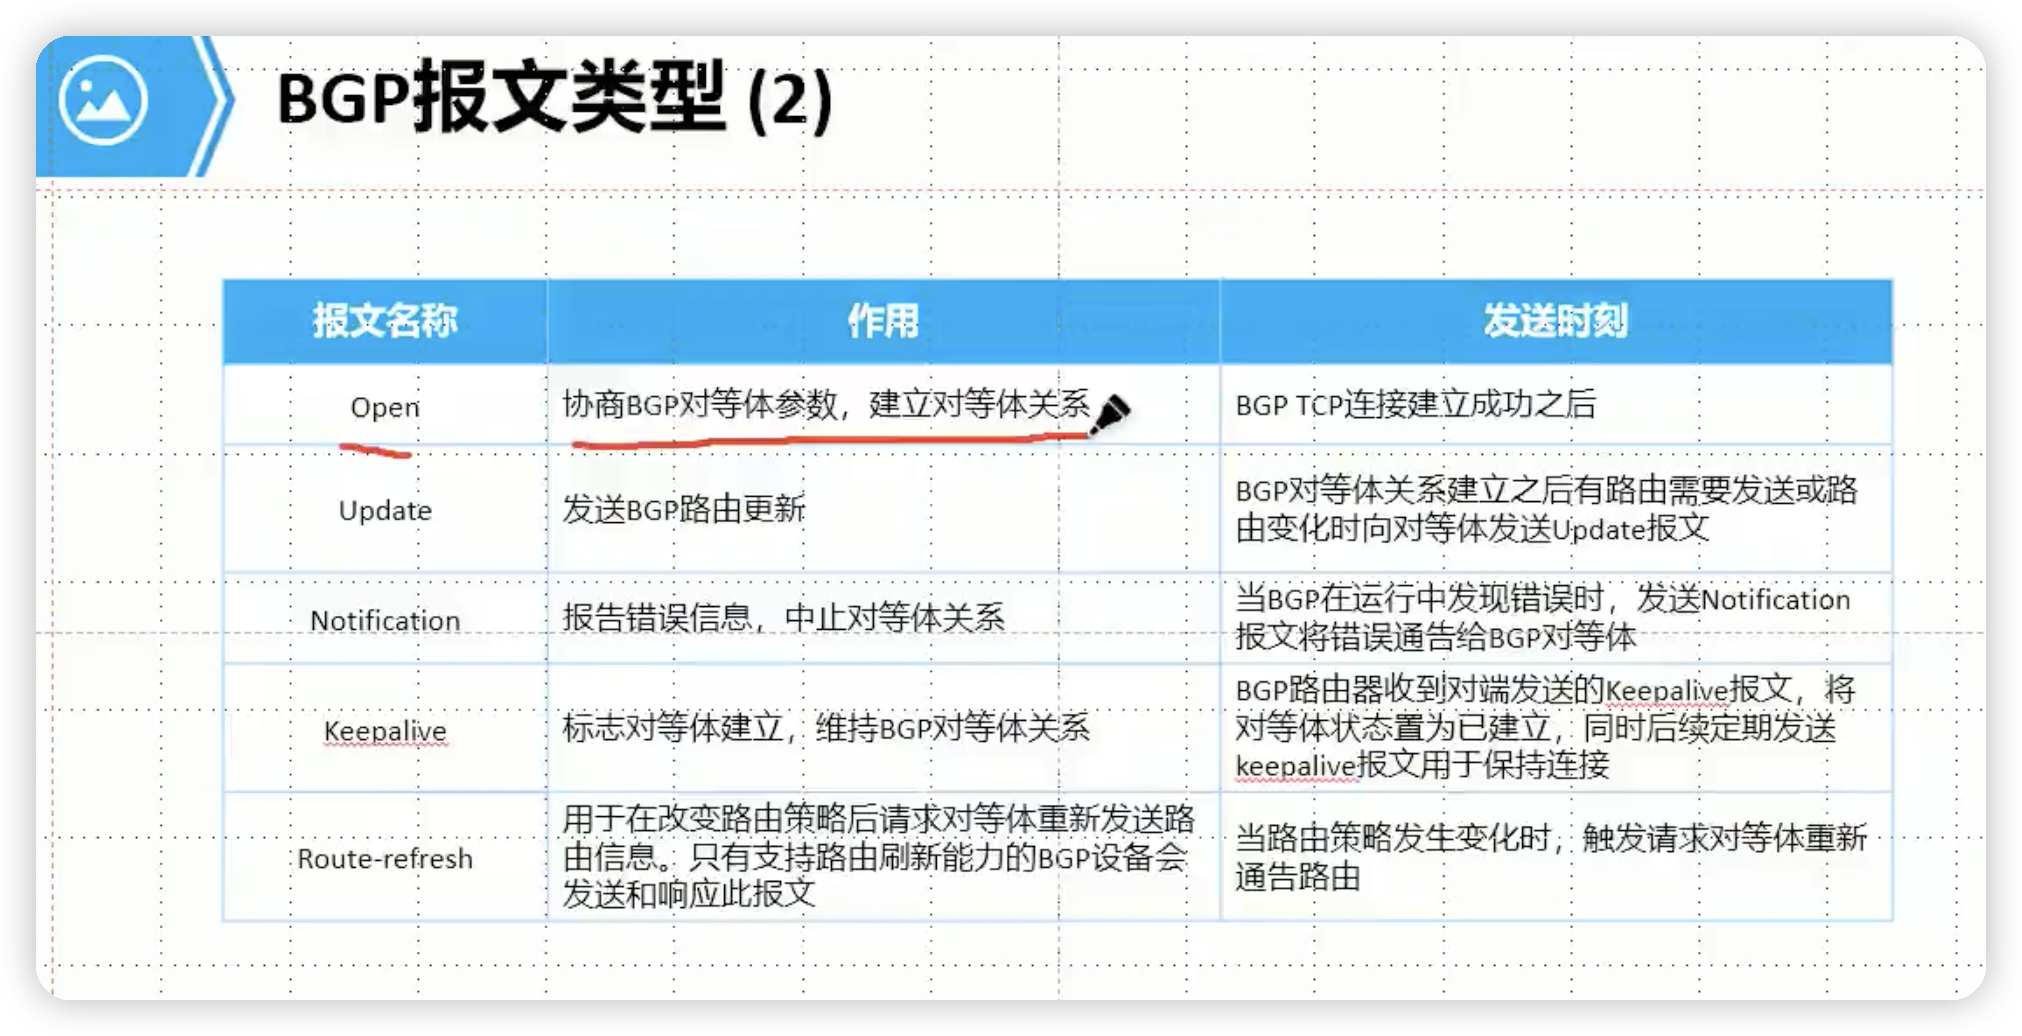 BGP报文类型 (2)
报文名称
作用
发送时刻
Open
协商BGP对等体参数，建立对等体关系
BGP TCP连接建立成功之后
Update
发送BGP路由更新
BGP对等体关系建立之后有路由需要发送或路
由变化时向对等体发送Update报文
Notification
报告错误信息，中止对等体关系
当BGP在运行中发现错误时，发送Notification
报文将错误通告给BGP对等体
Keepalive
标志对等体建立，维持BGP对等体关系
BGP路由器收到对端发送的Keepalive报文，将
对等体状态置为已建立，同时后续定期发送
keepalive报文用于保持连接
Route-refresh
用于在改变路由策略后请求对等体重新发送路
由信息。只有支持路由刷新能力的BGP设备会
发送和响应此报文
当路由策略发生变化时，触发请求对等体重新
通告路由